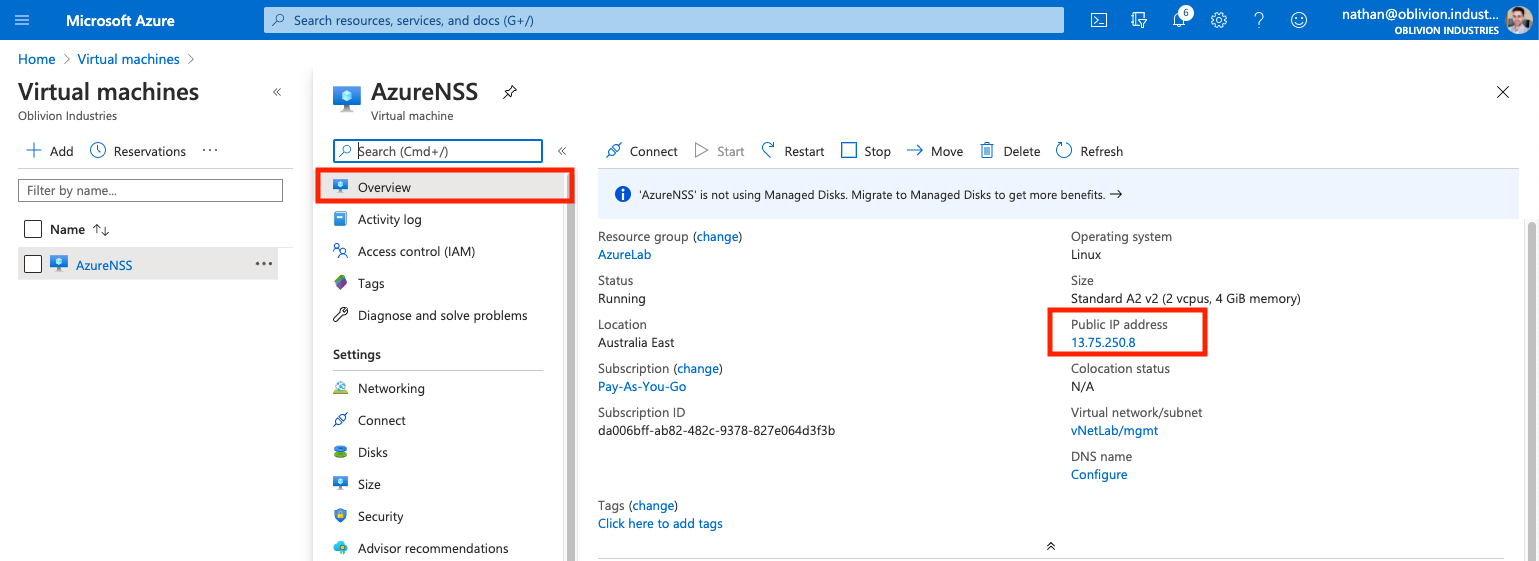 Microsoft Azure
Search resources, services, and docs (G+/)
6
nathan@oblivion.indust...
OBLIVION INDUSTRIES
Home > Virtual machines >
Virtual machines
Oblivion Industries
Add
Reservations
...
Filter by name...
Name
AzureNSS
AzureNSS
Virtual machine
Search (Cmd+/)
Overview
Activity log
Access control (IAM)
Tags
Diagnose and solve problems
Settings
Networking
Connect
Disks
Size
Security
Advisor recommendations
Connect
Start
Restart
Stop
Move
Delete
Refresh
'AzureNSS' is not using Managed Disks. Migrate to Managed Disks to get more benefits. →
Resource group (change)
AzureLab
Status
Running
Location
Australia East
Subscription (change)
Pay-As-You-Go
Subscription ID
da006bff-ab82-482c-9378-827e064d3f3b
Operating system
Linux
Size
Standard A2 v2 (2 vcpus, 4 GiB memory)
Public IP address
13.75.250.8
Colocation status
N/A
Virtual network/subnet
vNetLab/mgmt
DNS name
Configure
Tags (change)
Click here to add tags